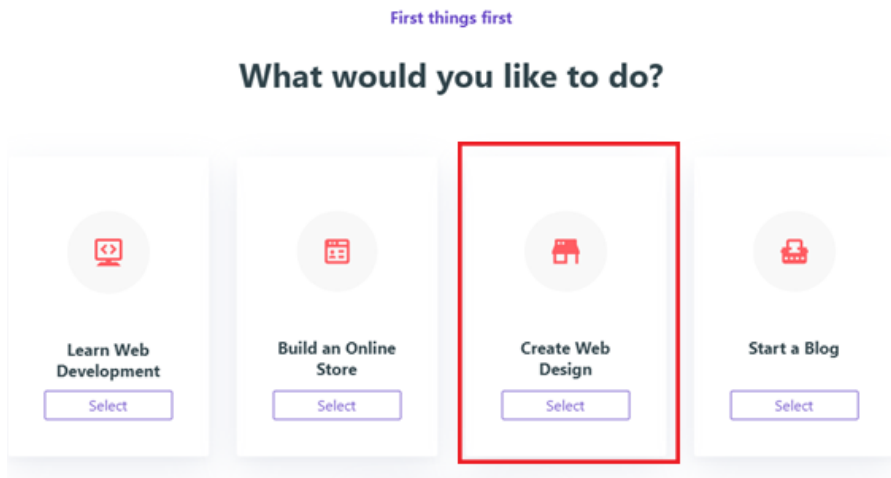 First things first
What would you like to do?
Learn Web
Development
Select
Build an Online
Store
Select
Create Web
Design
Select
Start a Blog
Select